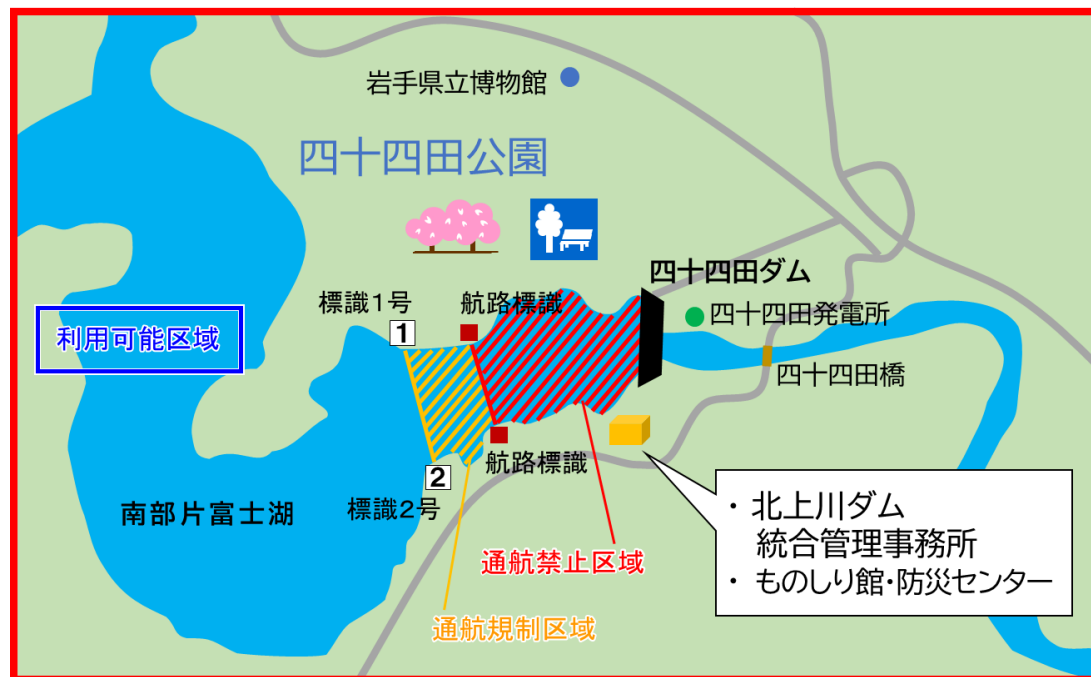 岩手県立博物館
四十四田公園
四十四田ダム
標識1号
航路標識
四十四田発電所
1
利用可能区域
四十四田橋
航路標識
2
標識2号
南部片富士湖
・北上川ダム
統合管理事務所
・ものしり館・防災センター
通航禁止区域
通航規制区域